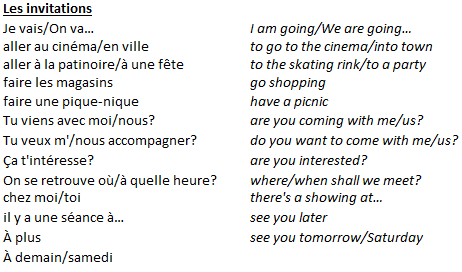 Les invitations
Je vais/On va… I am going/We are going…
aller au cinéma/en ville to go to the cinema/into town
aller à la patinoire/à une fête to the skating rink/to a party
faire les magasins go shopping
faire une pique-nique have a picnic
Tu viens avec moi/nous? are you coming with me/us?
Tu veux m'/nous accompagner? do you want to come with me/us?
Ça t'intéresse? are you interested?
On se retrouve où/à quelle heure? where/when shall we meet?
chez moi/toi there's a showing at…
il y a une séance à… see you later
À plus see you tomorrow/Saturday
À demain/samedi